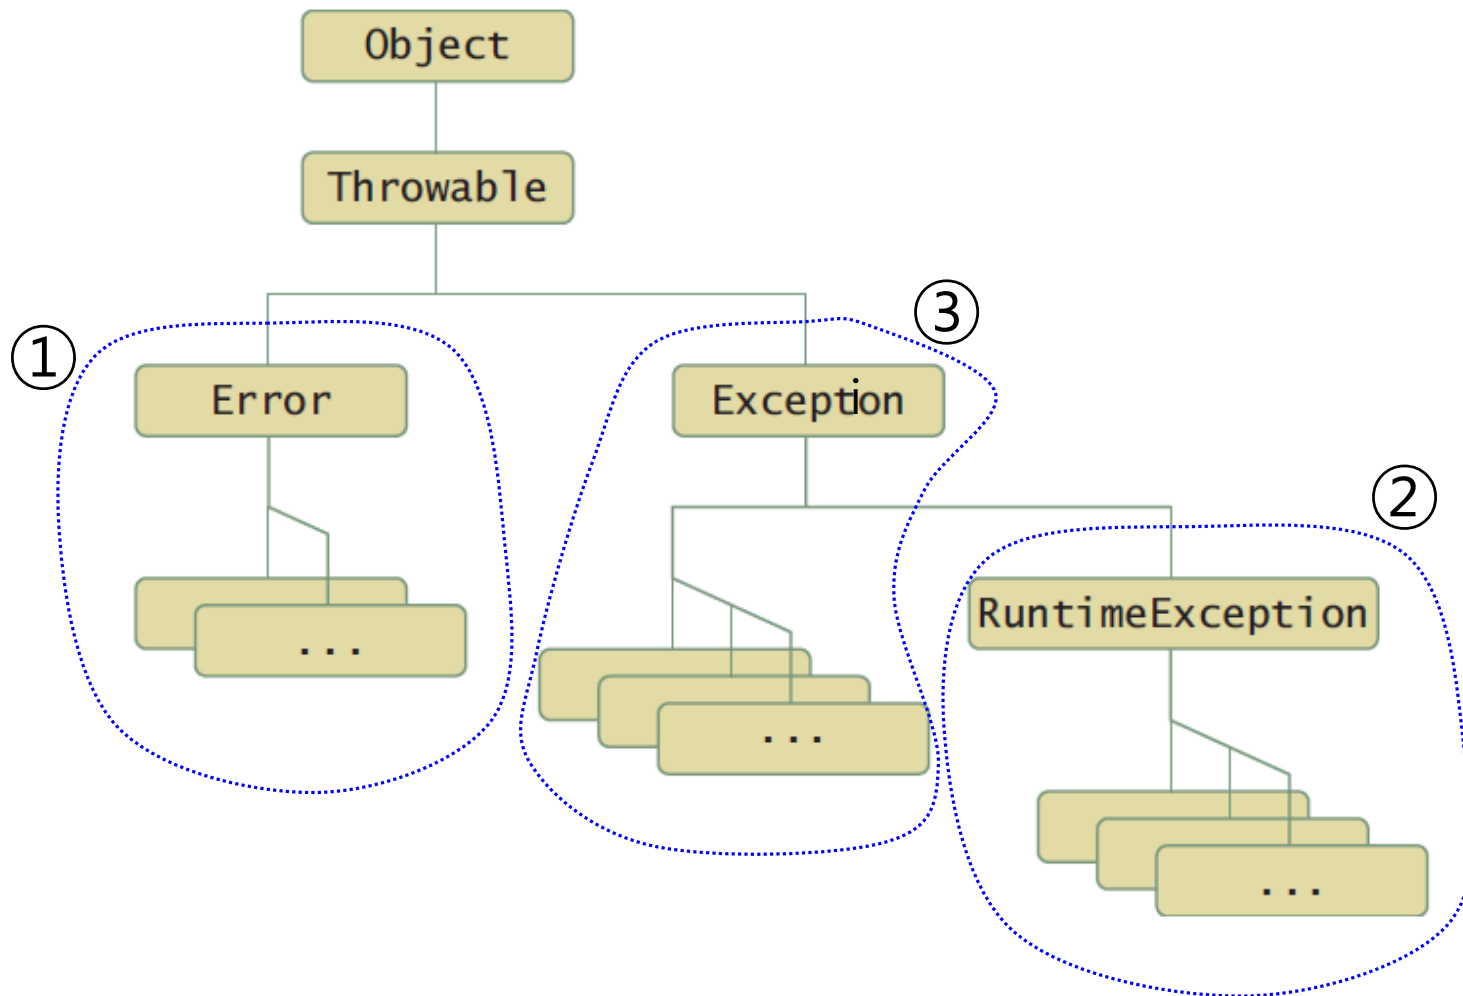 Object
Throwable
③
①
Error
Exception
②
RuntimeException
...
...
...